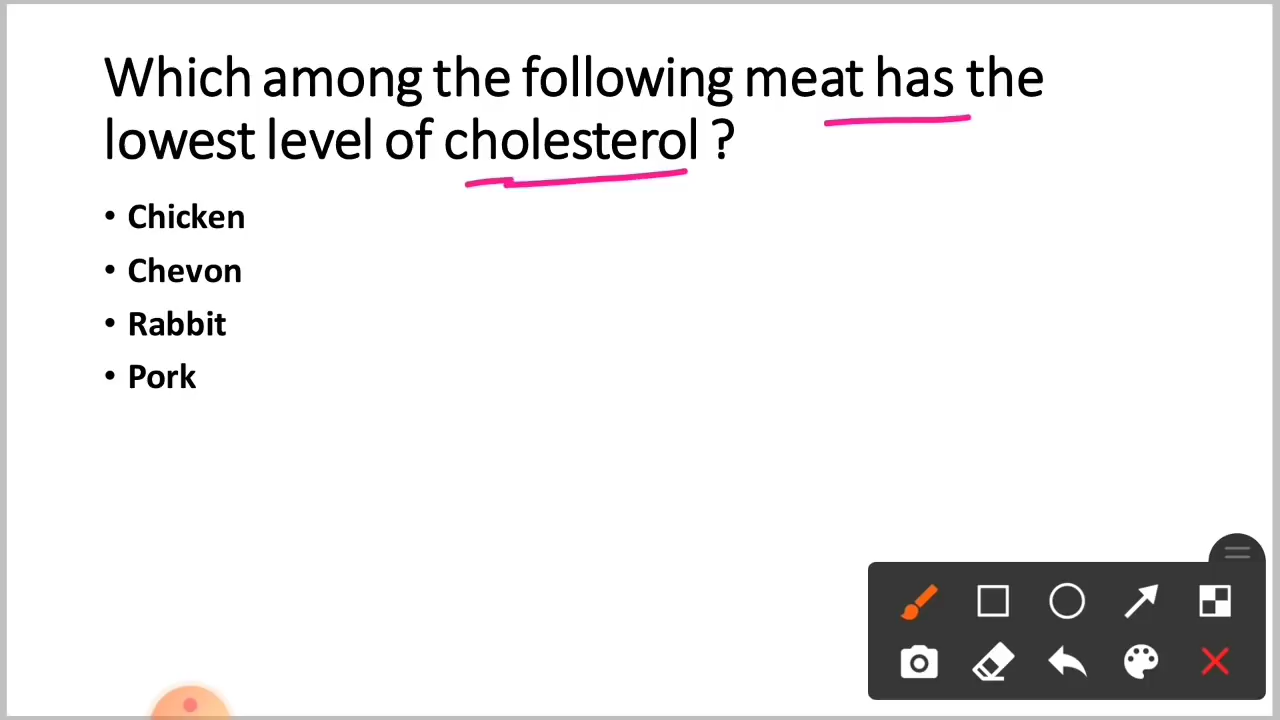 Which among the following meat has the
lowest level of cholesterol ?
• Chicken
• Chevon
• Rabbit
• Pork